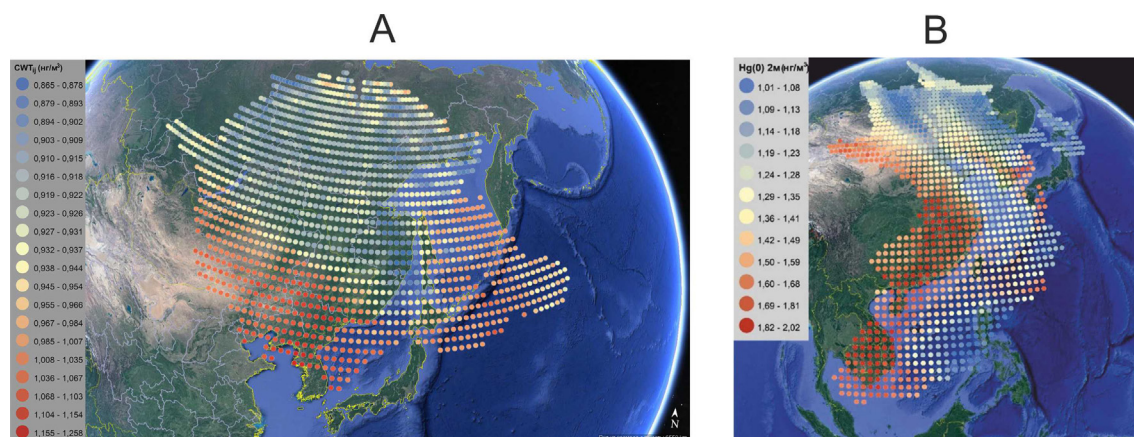 A
B
CWTij (нг/м³)
0,865 - 0,878
0,879 - 0,893
0,894 - 0,902
0,903 - 0,909
0,910 - 0,915
0,916 - 0,918
0,919 - 0,922
0,923 - 0,926
0,927 - 0,931
0,932 - 0,937
0,938 - 0,944
0,945 - 0,954
0,955 - 0,966
0,967 - 0,984
0,985 - 1,007
1,008 - 1,035
1,036 - 1,067
1,068 - 1,103
1,104 - 1,154
1,155 - 1,258
N
Hg(0) 2м(нг/м³)
1,01 - 1,08
1,09 - 1,13
1,14 - 1,18
1,19 - 1,23
1,24 - 1,28
1,29 - 1,35
1,36 - 1,41
1,42 - 1,49
1,50 - 1,59
1,60 - 1,68
1,69 - 1,81
1,82 - 2,02